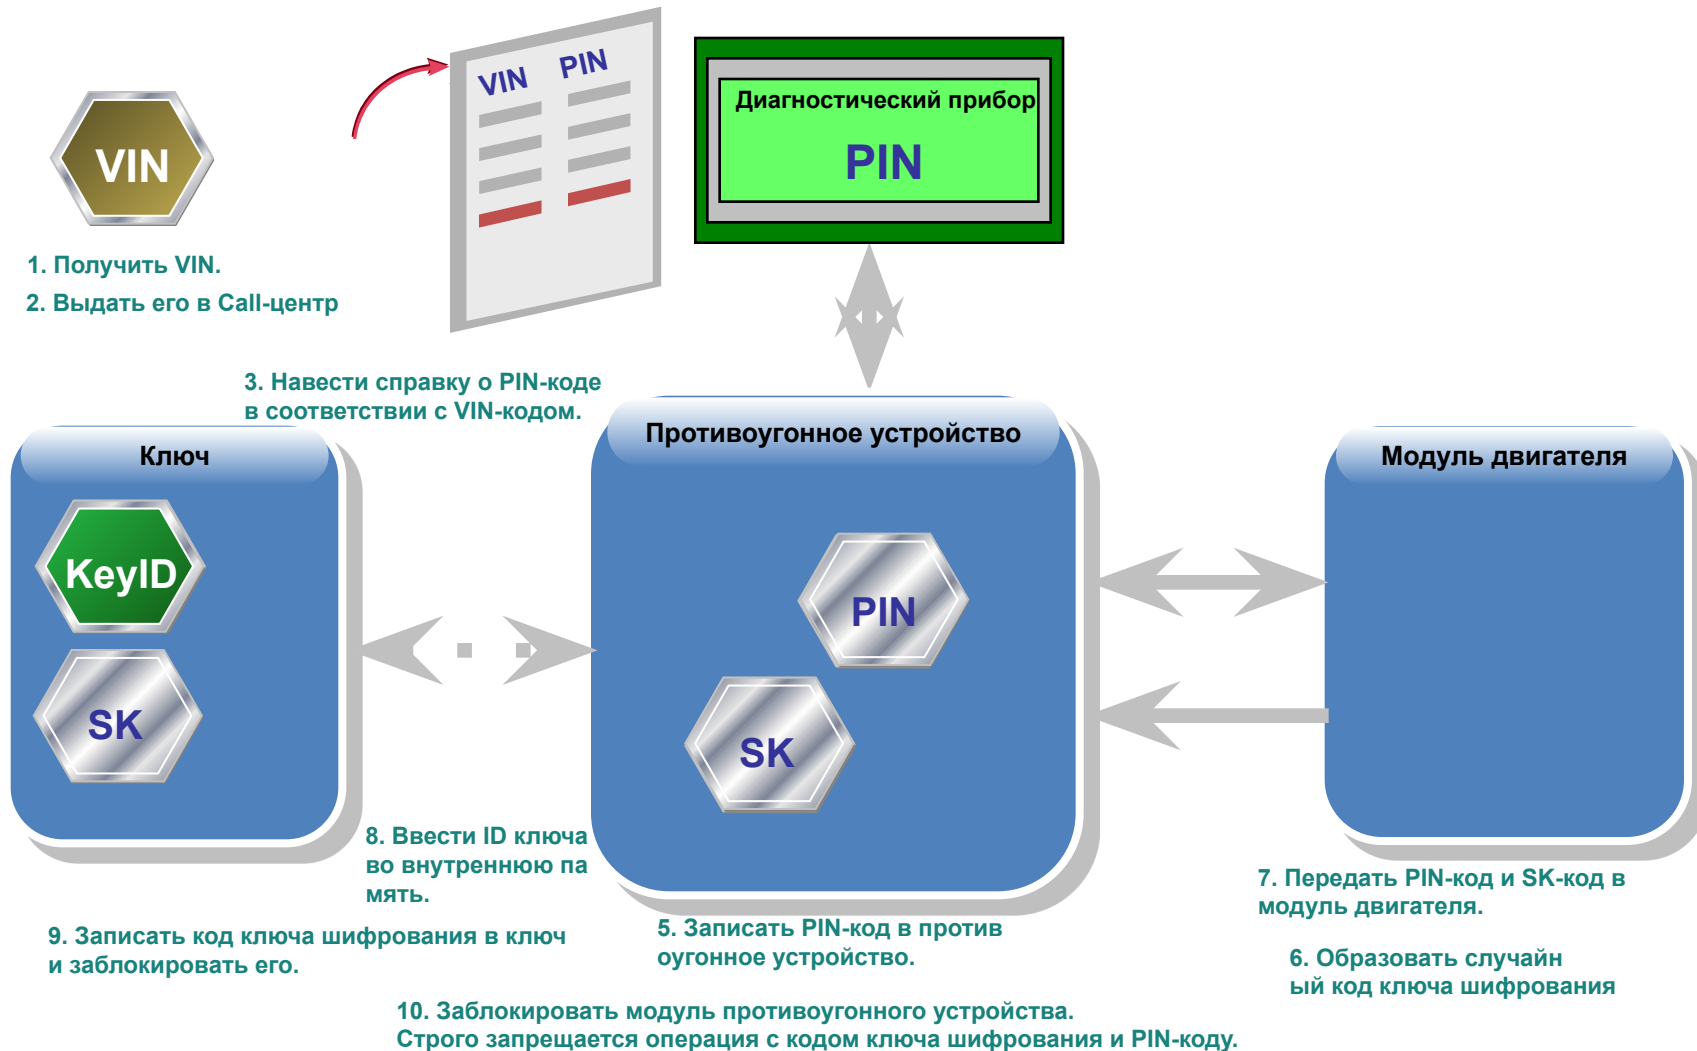 VIN PIN
Диагностический прибор
PIN
VIN
1. Получить VIN.
2. Выдать его в Call-центр
3. Навести справку о PIN-коде
в соответствии с VIN-кодом.
Ключ
KeyID
SK
Противоугонное устройство
PIN
SK
Модуль двигателя
8. Ввести ID ключа
во внутреннюю па
мять.
9. Записать код ключа шифрования в ключ
и заблокировать его.
5. Записать PIN-код в против
оугонное устройство.
7. Передать PIN-код и SK-код в
модуль двигателя.
6. Образовать случайн
ый код ключа шифрования
10. Заблокировать модуль противоугонного устройства.
Строго запрещается операция с кодом ключа шифрования и PIN-коду.